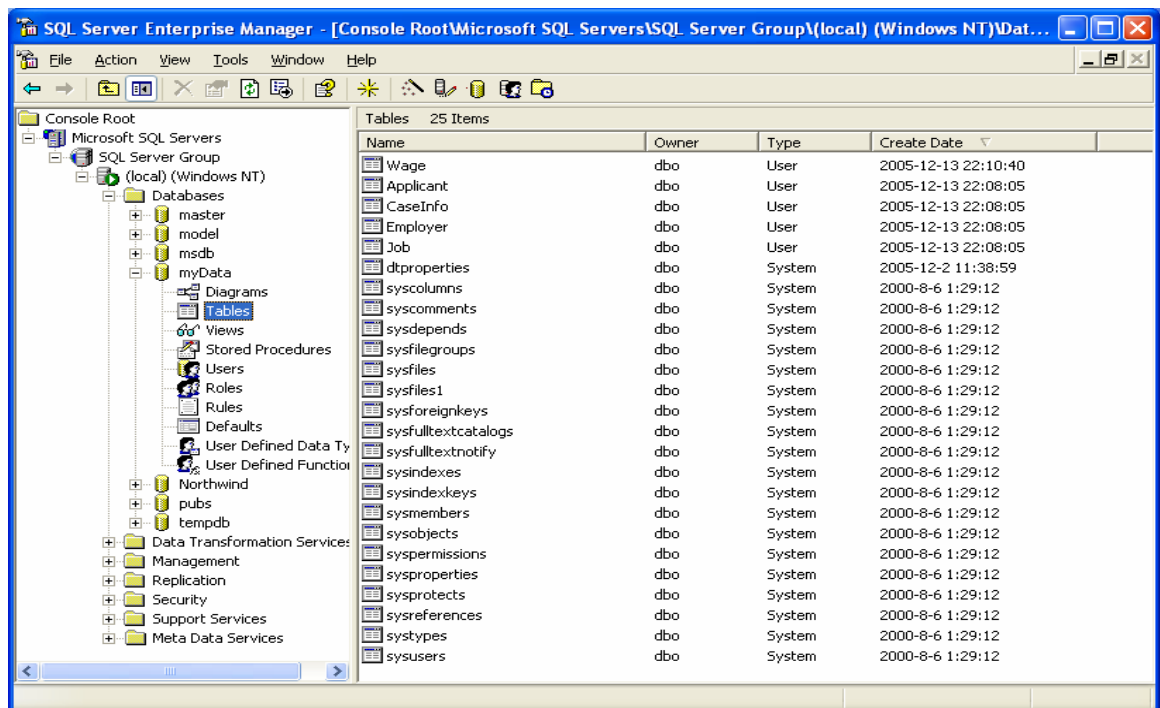 SQL Server Enterprise Manager - [Console Root\Microsoft SQL Servers\SQL Server Group\(local) (Windows NT)\Dat...
File Action View Tools Window Help
Console Root
Microsoft SQL Servers
SQL Server Group
(local) (Windows NT)
Databases
master
model
msdb
myData
Diagrams
Tables
Views
Stored Procedures
Users
Roles
Rules
Defaults
User Defined Data Ty
User Defined Function
Northwind
pubs
tempdb
Data Transformation Services
Management
Replication
Security
Support Services
Meta Data Services
Tables 25 Items
Name Owner Type Create Date
Wage dbo User 2005-12-13 22:10:40
Applicant dbo User 2005-12-13 22:08:05
CaseInfo dbo User 2005-12-13 22:08:05
Employer dbo User 2005-12-13 22:08:05
Job dbo User 2005-12-13 22:08:05
dtproperties dbo System 2005-12-2 11:38:59
syscolumns dbo System 2000-8-6 1:29:12
syscomments dbo System 2000-8-6 1:29:12
sysdepends dbo System 2000-8-6 1:29:12
sysfilegroups dbo System 2000-8-6 1:29:12
sysfiles dbo System 2000-8-6 1:29:12
sysfiles1 dbo System 2000-8-6 1:29:12
sysforeignkeys dbo System 2000-8-6 1:29:12
sysfulltextcatalogs dbo System 2000-8-6 1:29:12
sysfulltextnotify dbo System 2000-8-6 1:29:12
sysindexes dbo System 2000-8-6 1:29:12
sysindexkeys dbo System 2000-8-6 1:29:12
sysmembers dbo System 2000-8-6 1:29:12
sysobjects dbo System 2000-8-6 1:29:12
syspermissions dbo System 2000-8-6 1:29:12
sysproperties dbo System 2000-8-6 1:29:12
sysprotects dbo System 2000-8-6 1:29:12
sysreferences dbo System 2000-8-6 1:29:12
systypes dbo System 2000-8-6 1:29:12
sysusers dbo System 2000-8-6 1:29:12